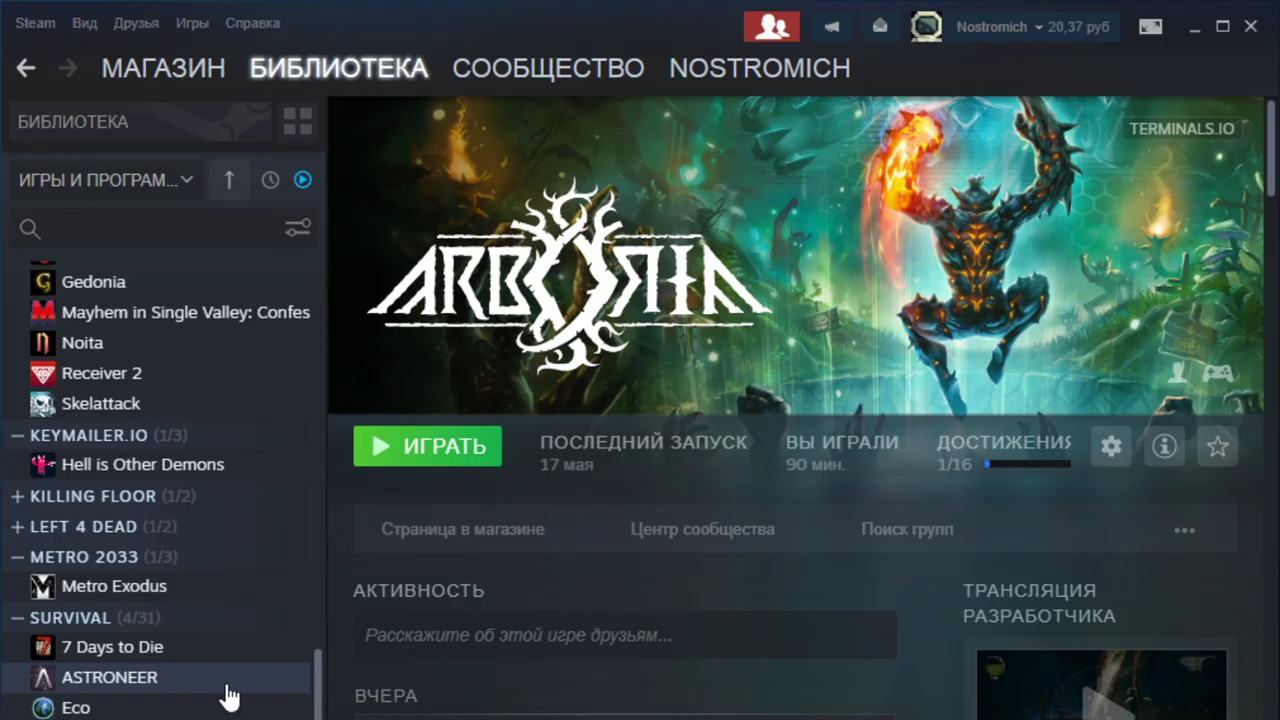 Steam Вид Друзья Игры Справка
Nostromich 20,37 руб
МАГАЗИН БИБЛИОТЕКА СООБЩЕСТВО NOSTROMICH
БИБЛИОТЕКА
ИГРЫ И ПРОГРАМ...
Gedonia
Mayhem in Single Valley: Confes
Noita
Receiver 2
Skelattack
KEYMAILER.IO (1/3)
Hell is Other Demons
KILLING FLOOR (1/2)
LEFT 4 DEAD (1/2)
METRO 2033 (1/3)
Metro Exodus
SURVIVAL (4/31)
7 Days to Die
ASTRONEER
Eco
TERMINALS.IO
ARBORIA
ИГРАТЬ
ПОСЛЕДНИЙ ЗАПУСК
17 мая
ВЫ ИГРАЛИ
90 мин.
ДОСТИЖЕНИЯ
1/16
Страница в магазине Центр сообщества Поиск групп
АКТИВНОСТЬ
Расскажите об этой игре друзьям...
ВЧЕРА
ТРАНСЛЯЦИЯ
РАЗРАБОТЧИКА